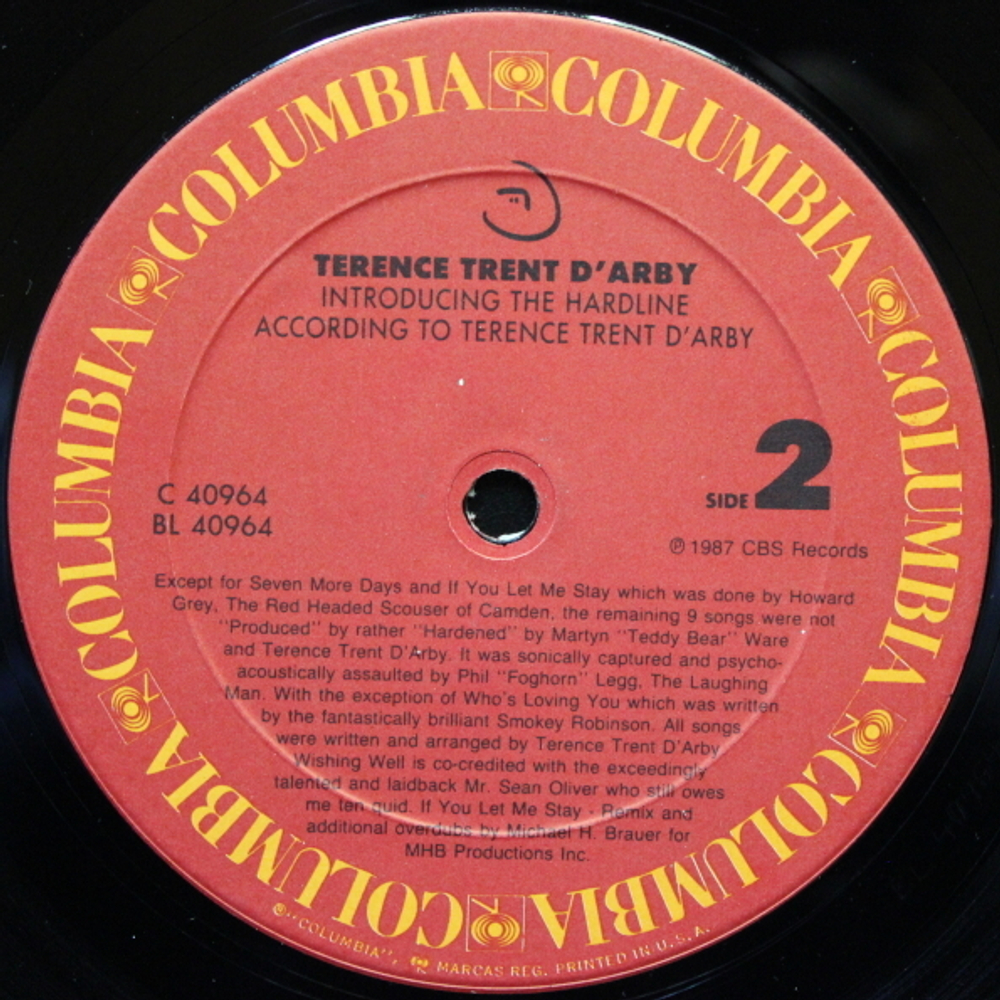 COLUMBIA COLUMBIA COLUMBIA COLUMBIA COLUMBIA COLUMBIA COLUMBIA COLUMBIA
TERENCE TRENT D'ARBY
INTRODUCING THE HARDLINE
ACCORDING TO TERENCE TRENT D'ARBY
C 40964
BL 40964
SIDE 2
℗ 1987 CBS Records
Except for Seven More Days and If You Let Me Stay which was done by Howard
Grey, The Red Headed Scouser of Camden, the remaining 9 songs were not
"Produced" by rather "Hardened" by Martyn "Teddy Bear" Ware
and Terence Trent D'Arby. It was sonically captured and psycho-
acoustically assaulted by Phil "Foghorn" Legg, The Laughing
Man. With the exception of Who's Loving You which was written
by the fantastically brilliant Smokey Robinson. All songs
were written and arranged by Terence Trent D'Arby
Wishing Well is co-credited with the exceedingly
talented and laidback Mr. Sean Oliver who still owes
me ten quid. If You Let Me Stay - Remix and
additional overdubs by Michael H. Brauer for
MHB Productions Inc.
©"COLUMBIA", MARCAS REG. PRINTED IN U.S.A.